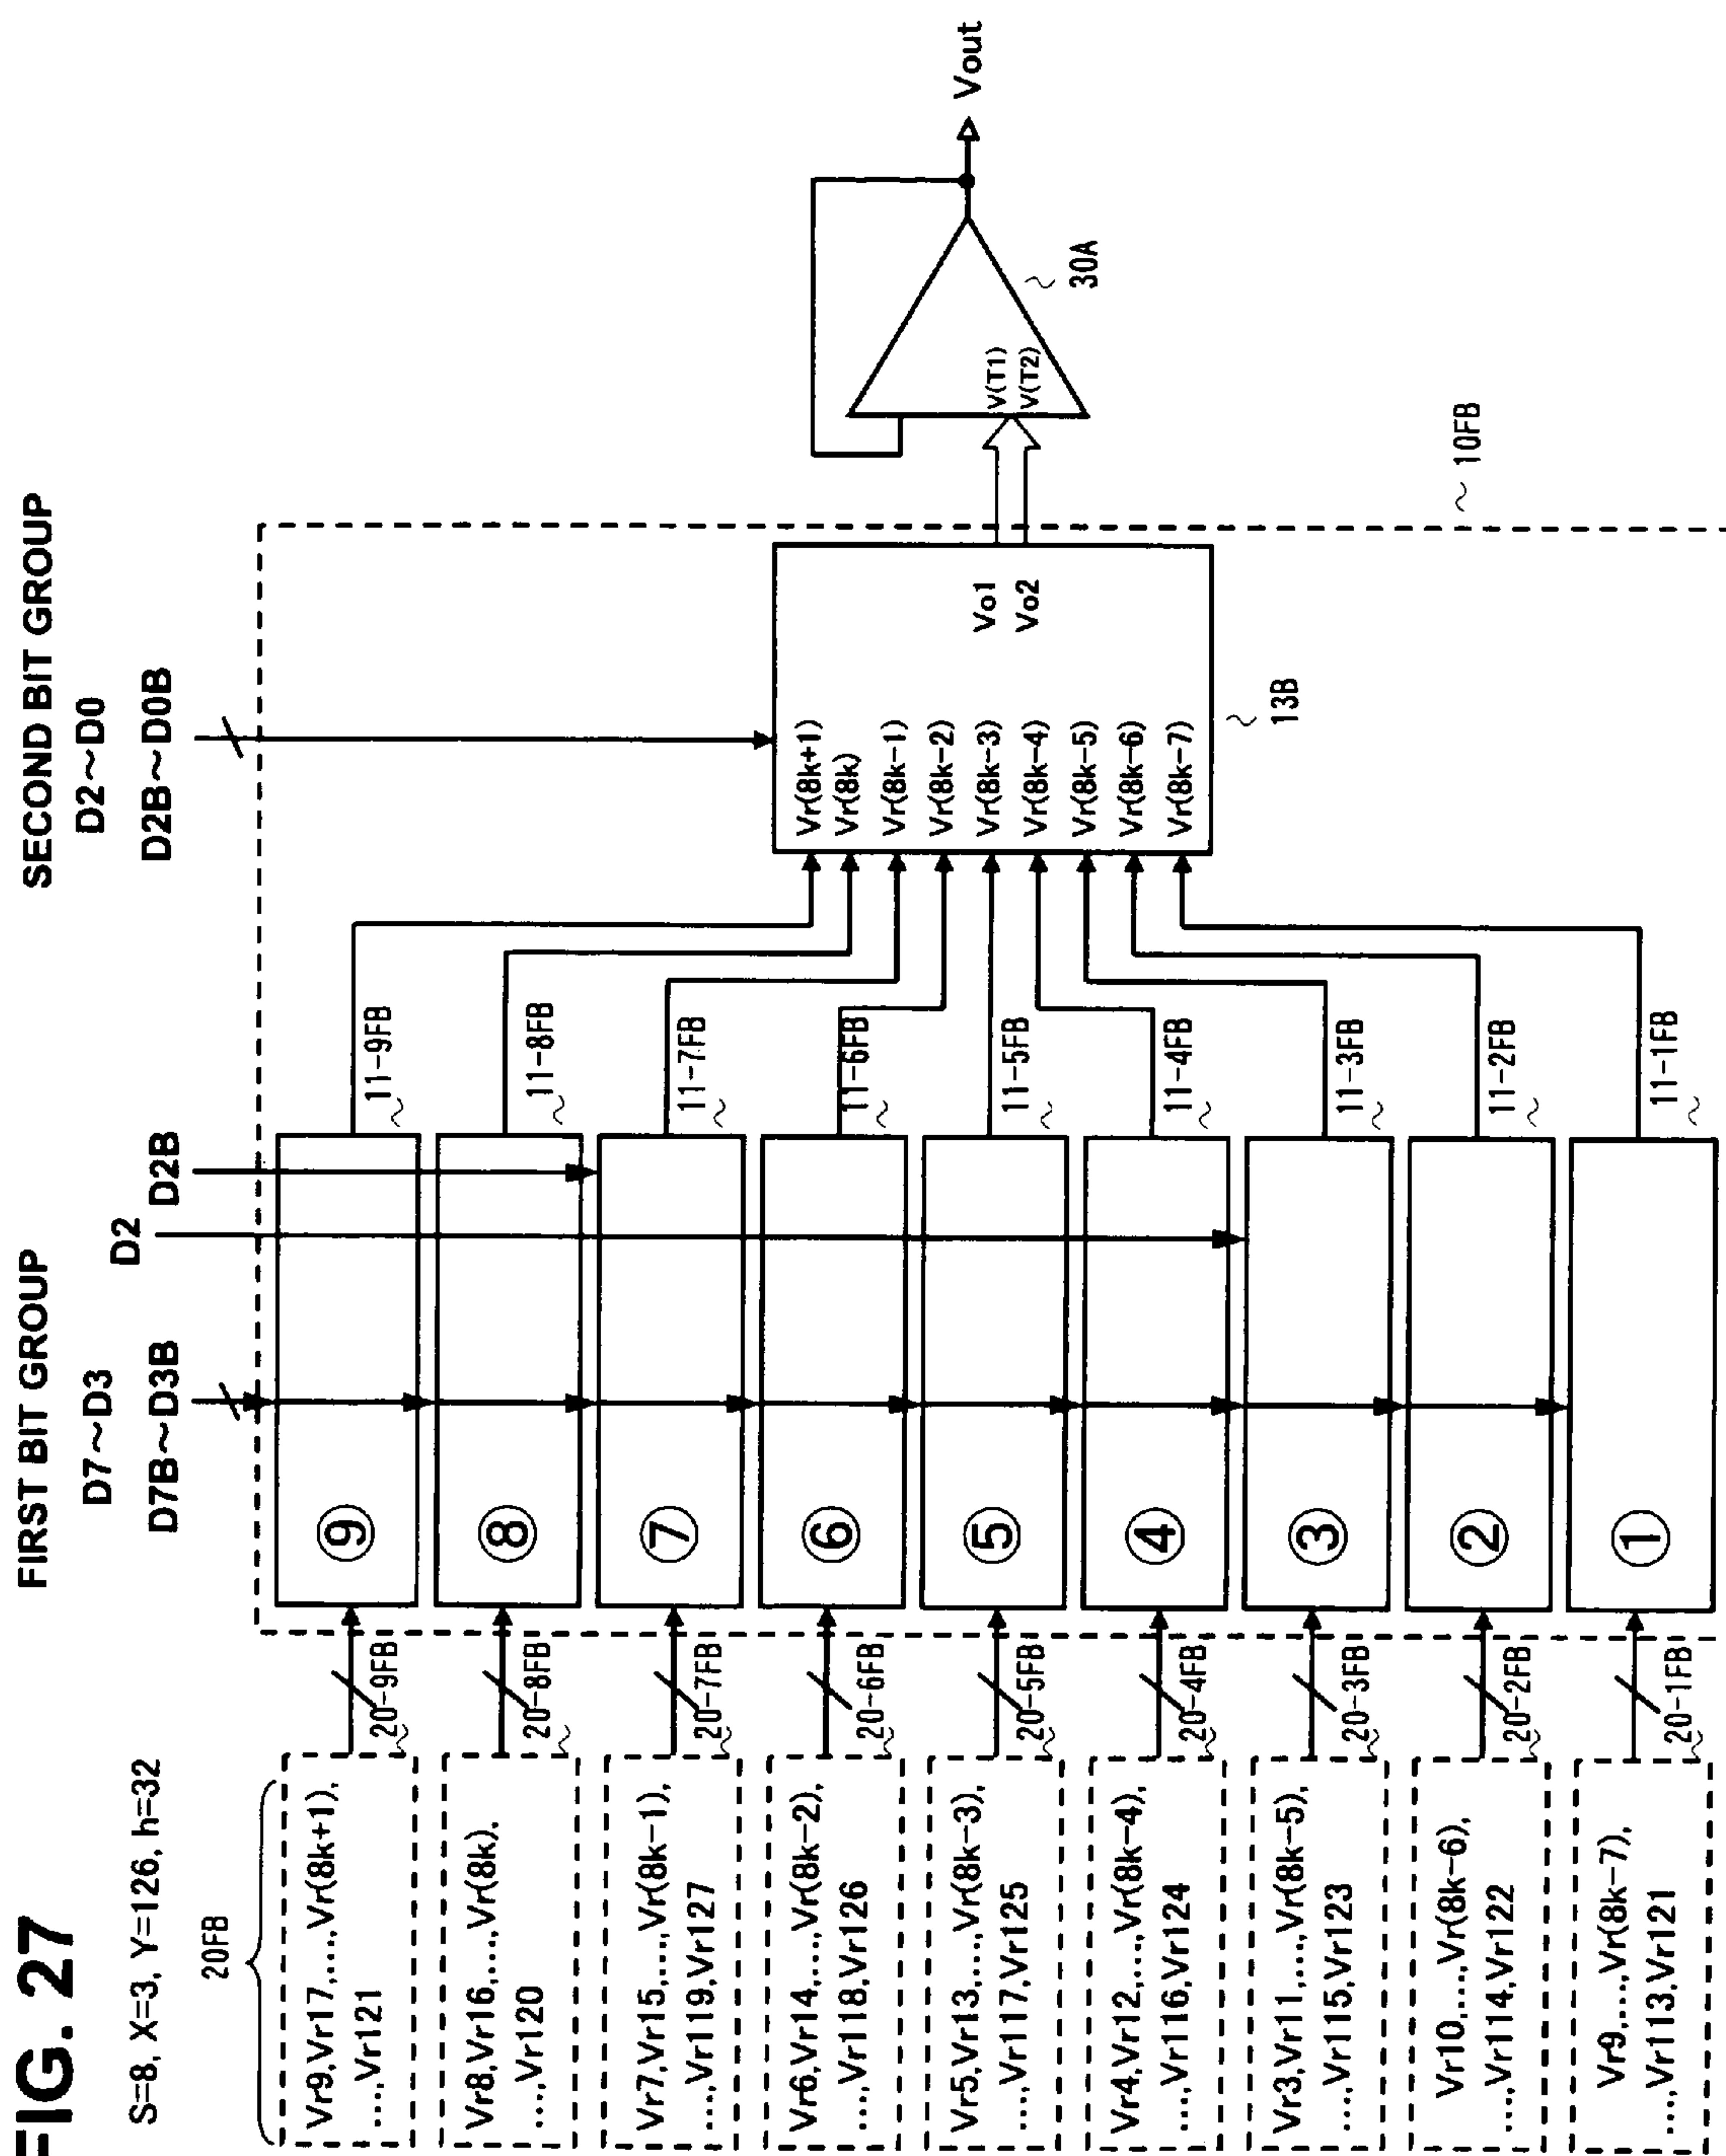 FIG. 27
S=8, X=3, Y=126, h=32
FIRST BIT GROUP
D7~D3
D7B~D3B
D2
D2B
SECOND BIT GROUP
D2~D0
D2B~D0B
20FB
Vr9,Vr17,...,Vr(8k+1),
...,Vr121
20-9FB
⑨
11-9FB
Vr8,Vr16,...,Vr(8k),
...,Vr120
20-8FB
⑧
11-8FB
Vr7,Vr15,...,Vr(8k-1),
...,Vr119,Vr127
20-7FB
⑦
11-7FB
Vr6,Vr14,...,Vr(8k-2),
...,Vr118,Vr126
20-6FB
⑥
11-6FB
Vr5,Vr13,...,Vr(8k-3),
...,Vr117,Vr125
20-5FB
⑤
11-5FB
Vr4,Vr12,...,Vr(8k-4),
...,Vr116,Vr124
20-4FB
④
11-4FB
Vr3,Vr11,...,Vr(8k-5),
...,Vr115,Vr123
20-3FB
③
11-3FB
Vr10,...,Vr(8k-6),
...,Vr114,Vr122
20-2FB
②
11-2FB
Vr9,...,Vr(8k-7),
...,Vr113,Vr121
20-1FB
①
11-1FB
Vr(8k+1)
Vr(8k)
Vr(8k-1)
Vr(8k-2)
Vr(8k-3)
Vr(8k-4)
Vr(8k-5)
Vr(8k-6)
Vr(8k-7)
Vo1
Vo2
13B
10FB
V(T1)
V(T2)
30A
Vout